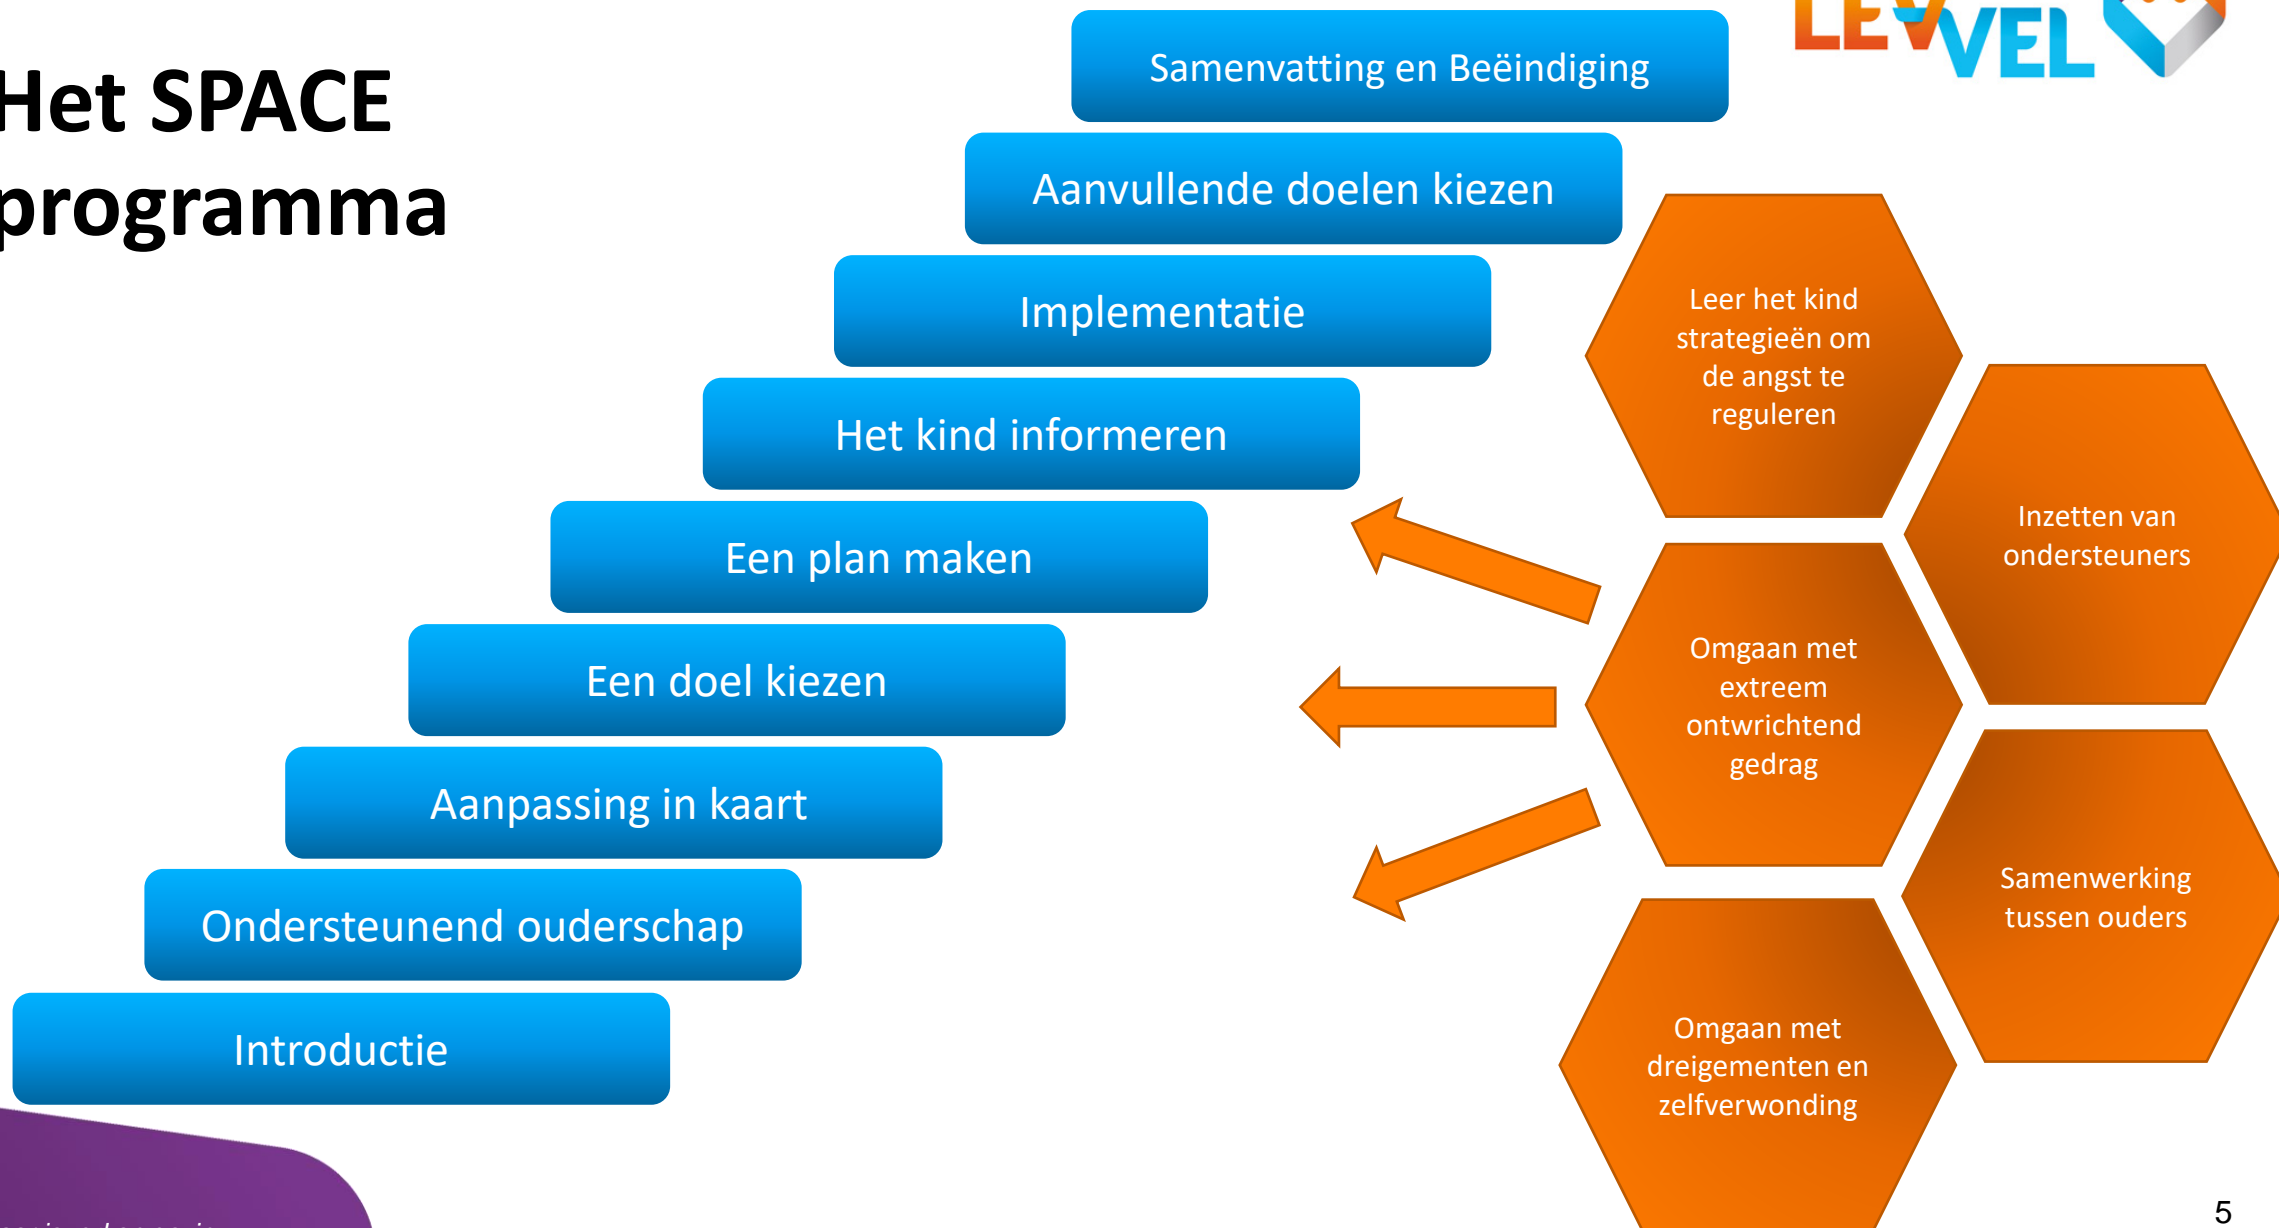 Het SPACE
programma
LEVVEL
Samenvatting en Beëindiging
Aanvullende doelen kiezen
Implementatie
Het kind informeren
Een plan maken
Een doel kiezen
Aanpassing in kaart
Ondersteunend ouderschap
Introductie
Leer het kind
strategieën om
de angst te
reguleren
Inzetten van
ondersteuners
Omgaan met
extreem
ontwrichtend
gedrag
Samenwerking
tussen ouders
Omgaan met
dreigementen en
zelfverwonding
5